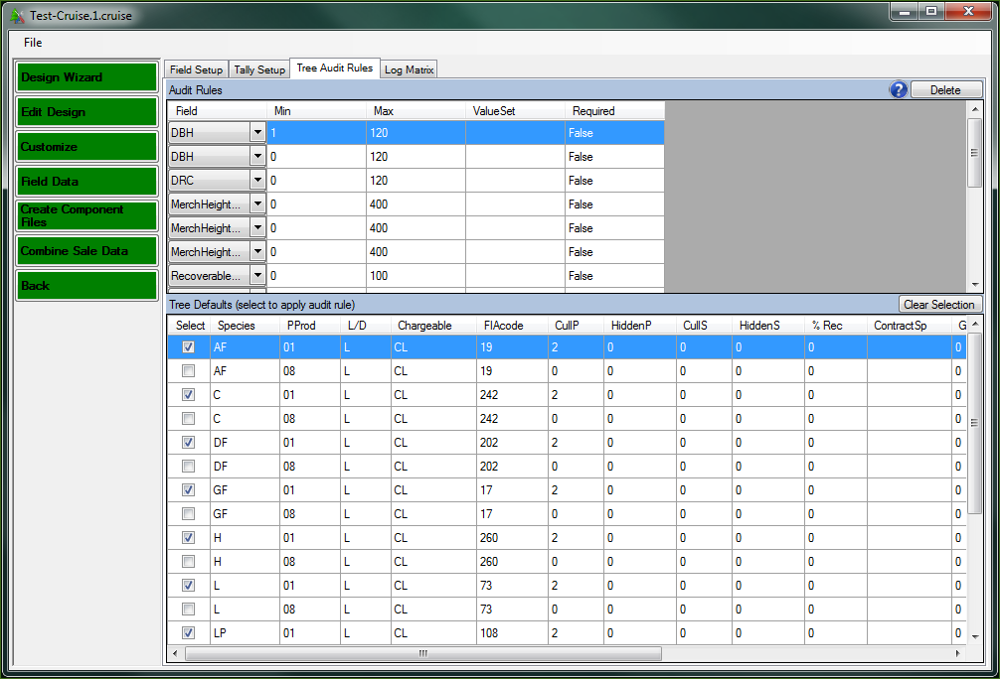 Test-Cruise.1.cruise
File
Design Wizard
Edit Design
Customize
Field Data
Create Component
Files
Combine Sale Data
Back
Field Setup Tally Setup Tree Audit Rules Log Matrix
Audit Rules ? Delete
Field Min Max ValueSet Required
DBH 1 120 False
DBH 0 120 False
DRC 0 120 False
MerchHeight... 0 400 False
MerchHeight... 0 400 False
MerchHeight... 0 400 False
Recoverable... 0 100 False
Tree Defaults (select to apply audit rule) Clear Selection
Select Species PProd L/D Chargeable FIAcode CullP HiddenP CullS HiddenS % Rec ContractSp G
AF 01 L CL 19 2 0 0 0 0 0
AF 08 L CL 19 0 0 0 0 0 0
C 01 L CL 242 2 0 0 0 0 0
C 08 L CL 242 0 0 0 0 0 0
DF 01 L CL 202 2 0 0 0 0 0
DF 08 L CL 202 0 0 0 0 0 0
GF 01 L CL 17 2 0 0 0 0 0
GF 08 L CL 17 0 0 0 0 0 0
H 01 L CL 260 2 0 0 0 0 0
H 08 L CL 260 0 0 0 0 0 0
L 01 L CL 73 2 0 0 0 0 0
L 08 L CL 73 0 0 0 0 0 0
LP 01 L CL 108 2 0 0 0 0 0